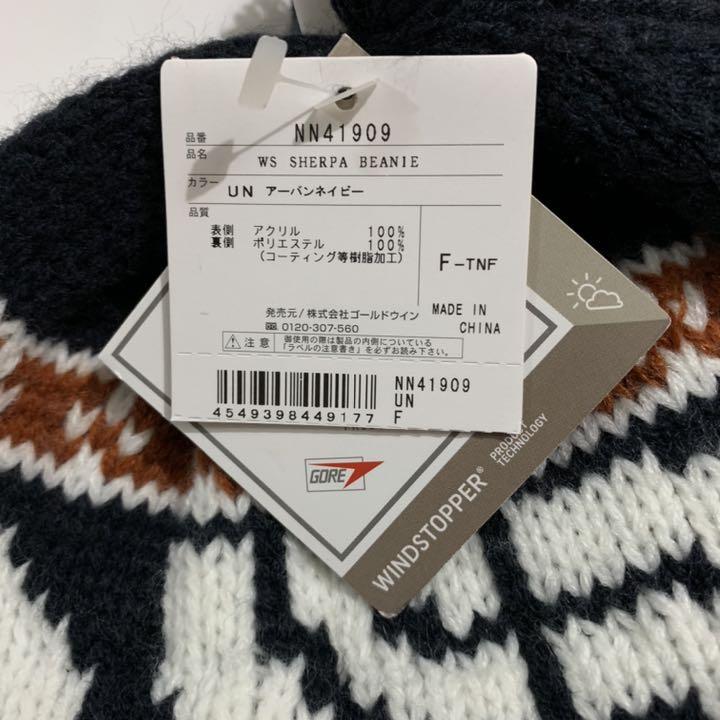 品番 NN41909
品名 WS SHERPA BEANIE
カラー UN アーバンネイビー
品質
表側 アクリル 100%
裏側 ポリエステル 100%
(コーティング等樹脂加工)
F-TNF
発売元/株式会社ゴールドウイン
0120-307-560
MADE IN
CHINA
注意 御使用の際は製品の内側についている
「ラベルの注意書き」を必ずお読み下さい。
NN41909
UN
F
4549398449177
GORE
WINDSTOPPER®
PRODUCT
TECHNOLOGY